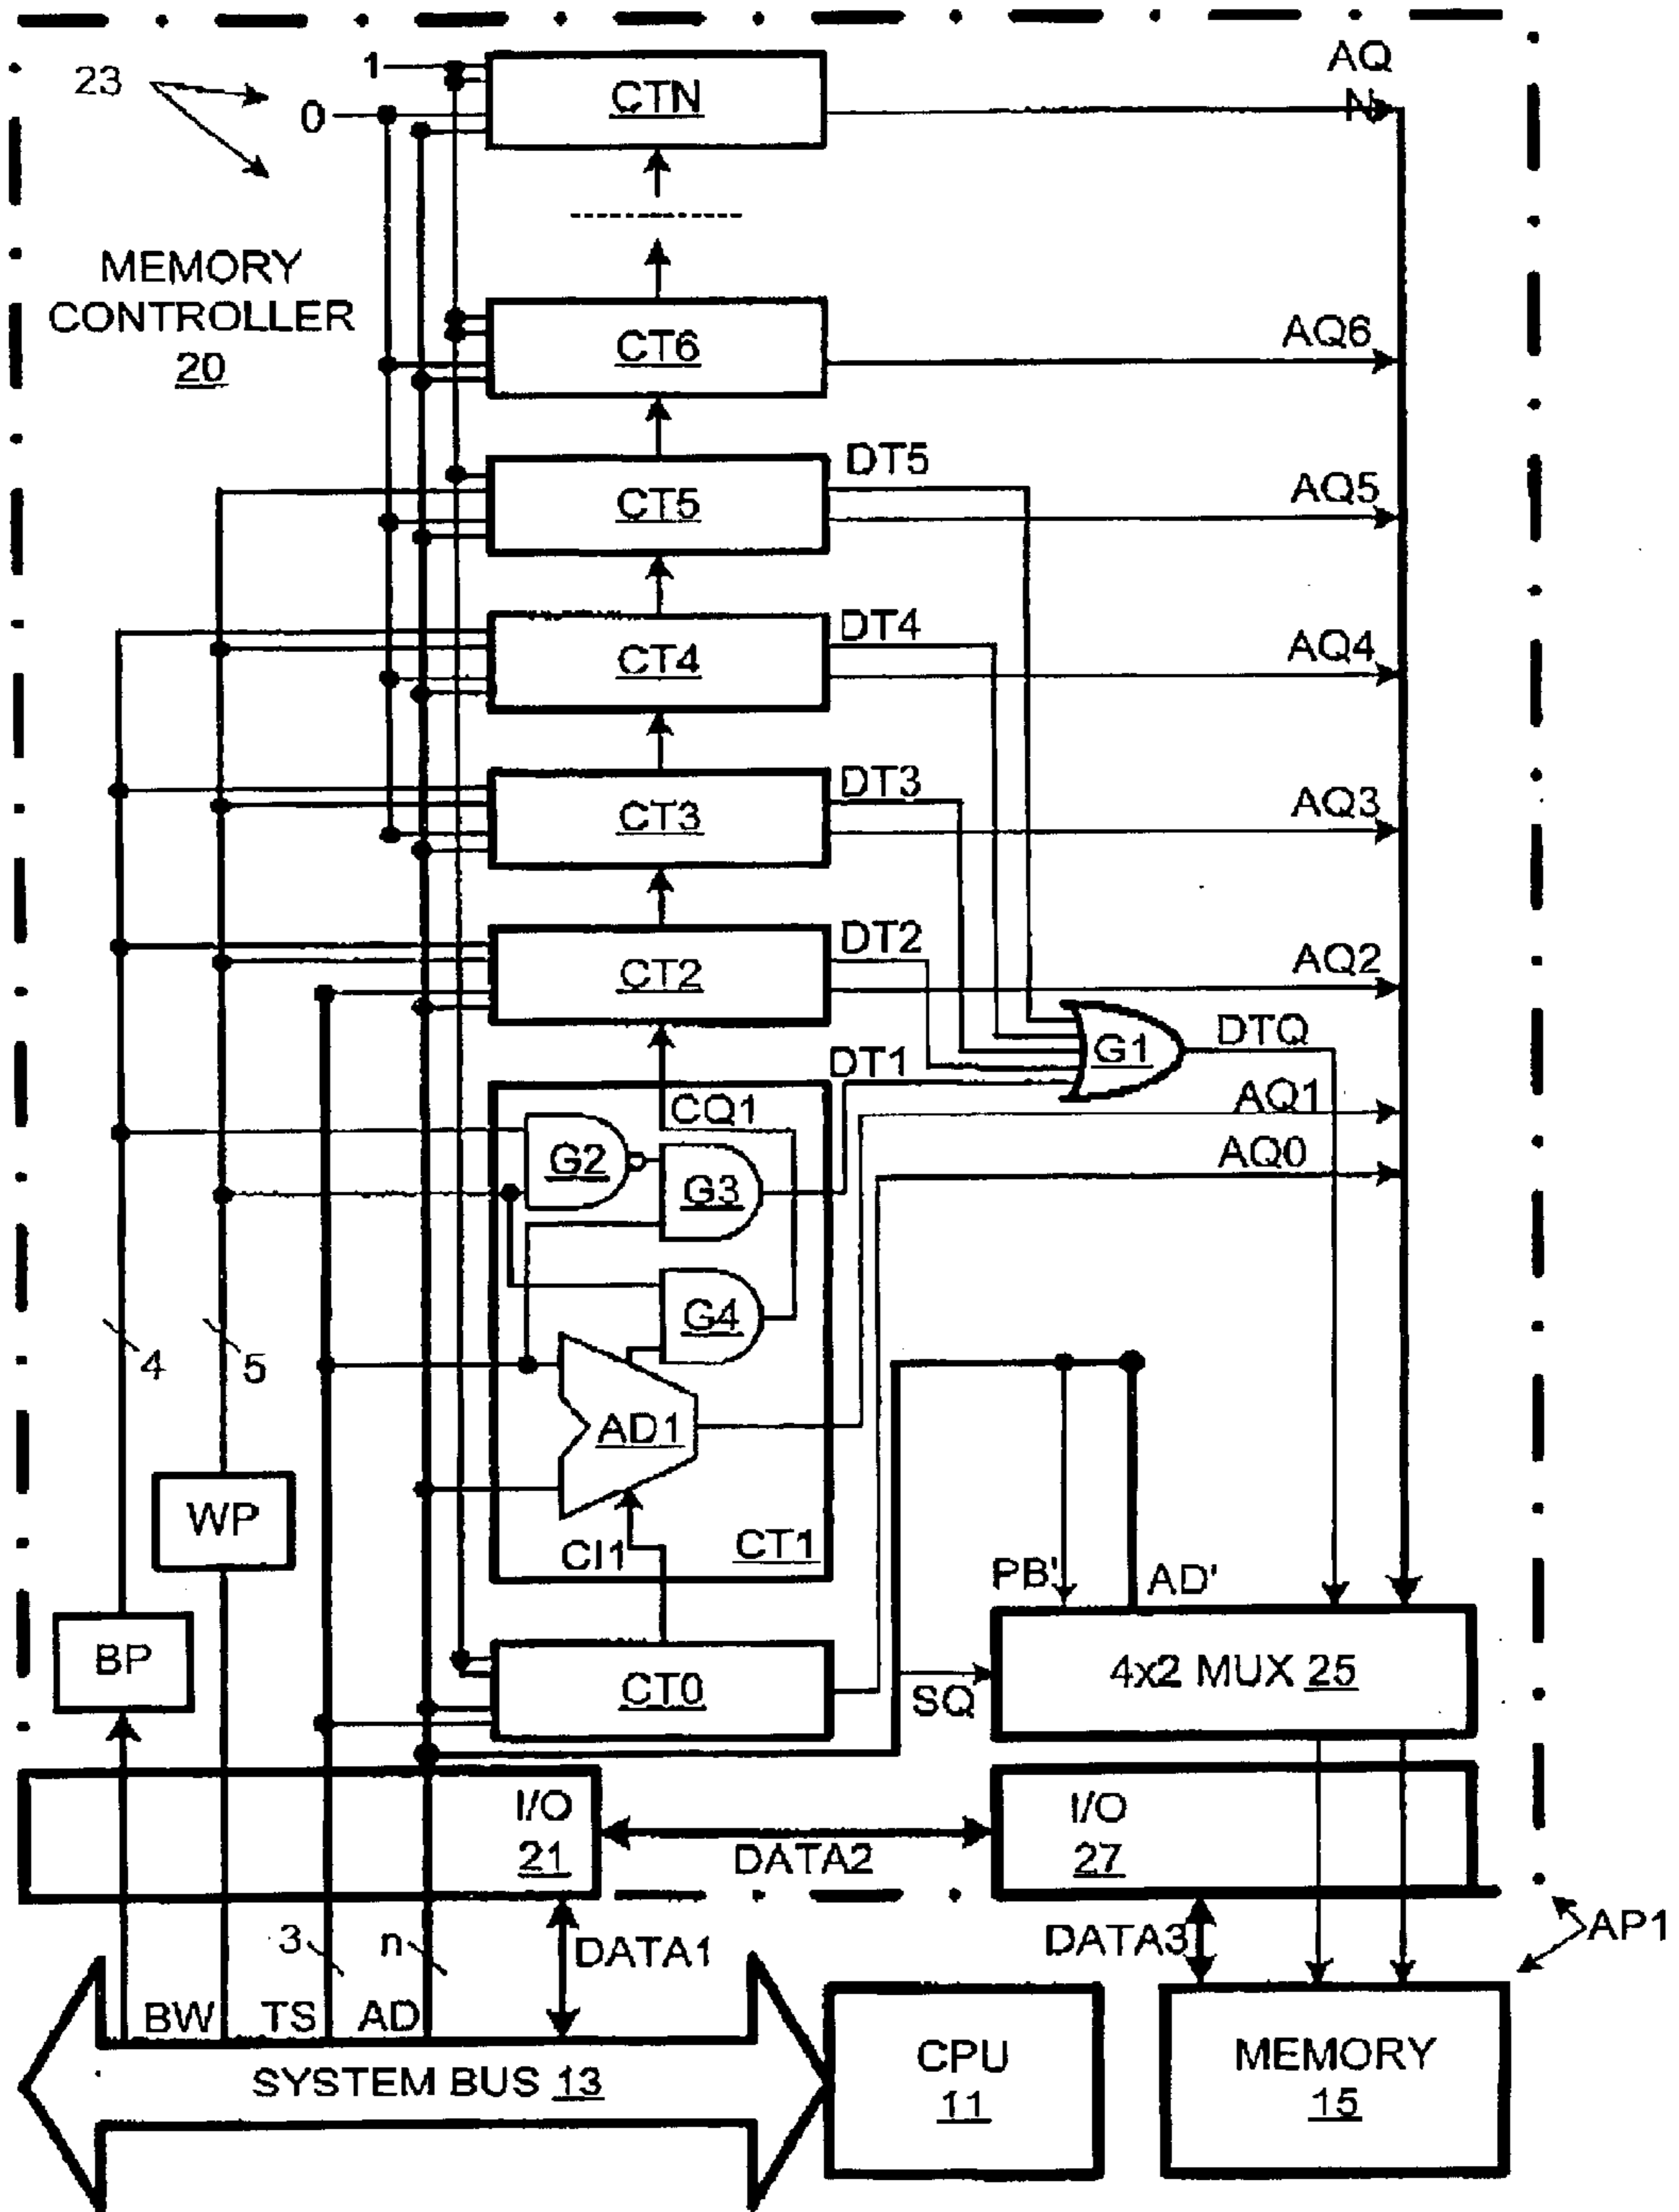 23
1
0
CTN
AQ
N
MEMORY
CONTROLLER
20
CT6
AQ6
DT5
CT5
AQ5
DT4
CT4
AQ4
DT3
CT3
AQ3
DT2
CT2
AQ2
G1
DTQ
DT1
CQ1
AQ1
G2
G3
AQ0
G4
4
5
AD1
WP
CI1
CT1
PB'
AD'
BP
CT0
SQ
4x2 MUX 25
I/O
21
DATA2
I/O
27
3
n
DATA1
DATA3
AP1
BW
TS
AD
SYSTEM BUS 13
CPU
11
MEMORY
15